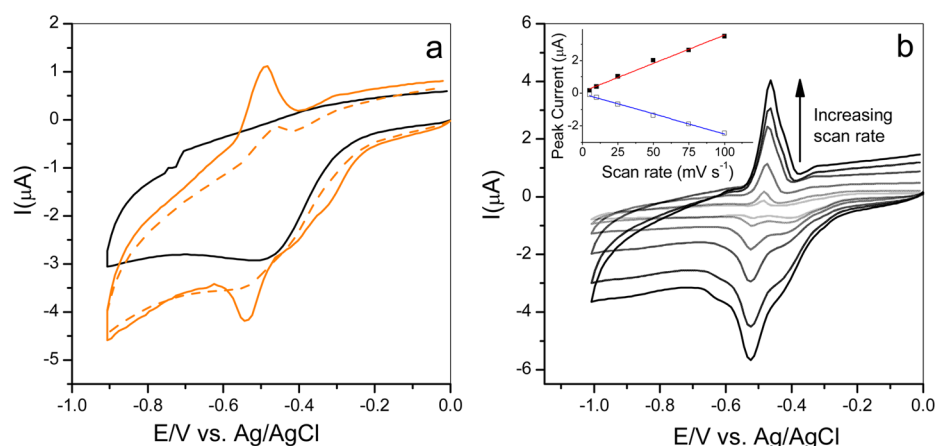 a
2
1
0
-1
-2
-3
-4
-5
I(μA)
-1.0 -0.8 -0.6 -0.4 -0.2 0.0
E/V vs. Ag/AgCl
b
6
4
2
0
-2
-4
-6
I(μA)
-1.0 -0.8 -0.6 -0.4 -0.2 0.0
E/V vs. Ag/AgCl
Increasing
scan rate
4
2
0
-2
Peak Current (μA)
0 25 50 75 100
Scan rate (mV s⁻¹)